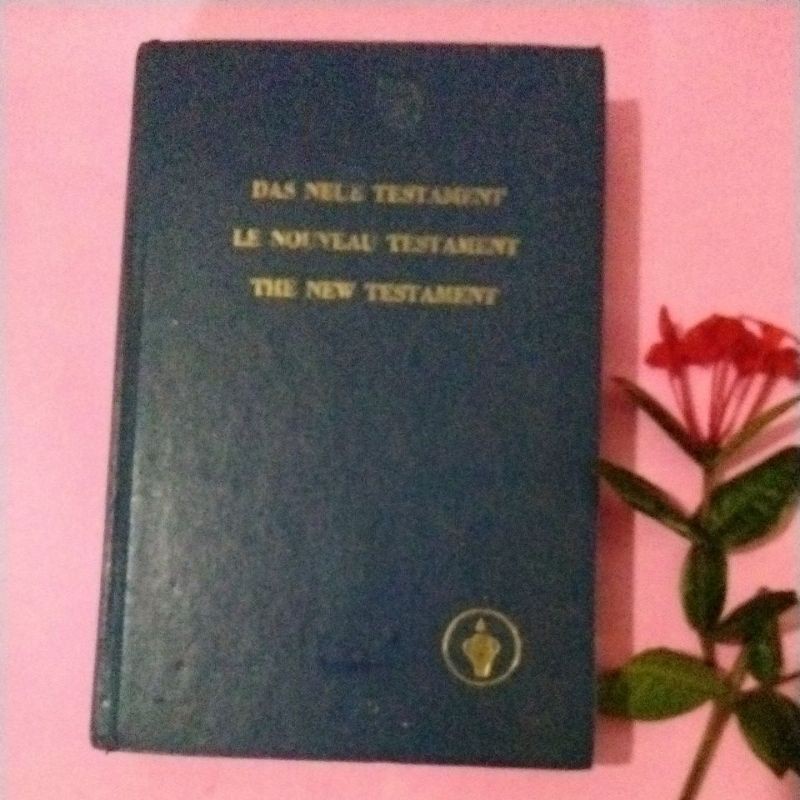 DAS NEUE TESTAMENT
LE NOUVEAU TESTAMENT
THE NEW TESTAMENT